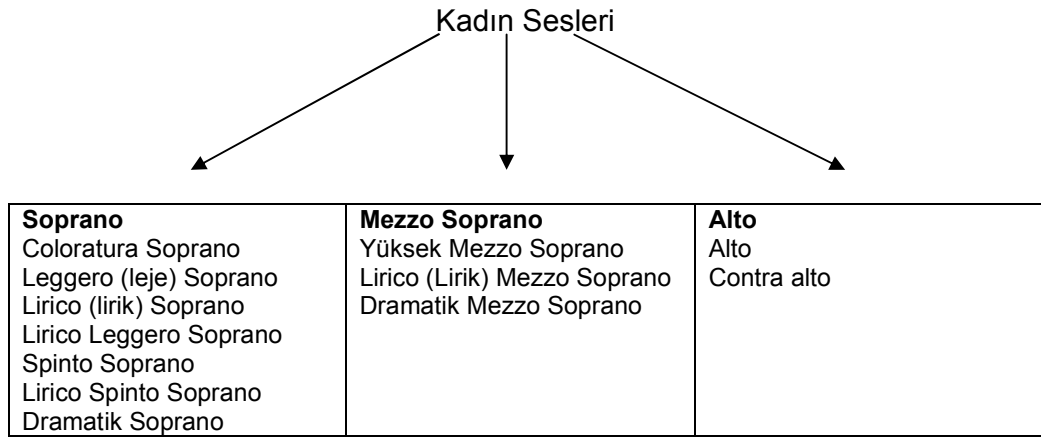 Kadın Sesleri
Soprano
Coloratura Soprano
Leggero (leje) Soprano
Lirico (lirik) Soprano
Lirico Leggero Soprano
Spinto Soprano
Lirico Spinto Soprano
Dramatik Soprano
Mezzo Soprano
Yüksek Mezzo Soprano
Lirico (Lirik) Mezzo Soprano
Dramatik Mezzo Soprano
Alto
Alto
Contra alto